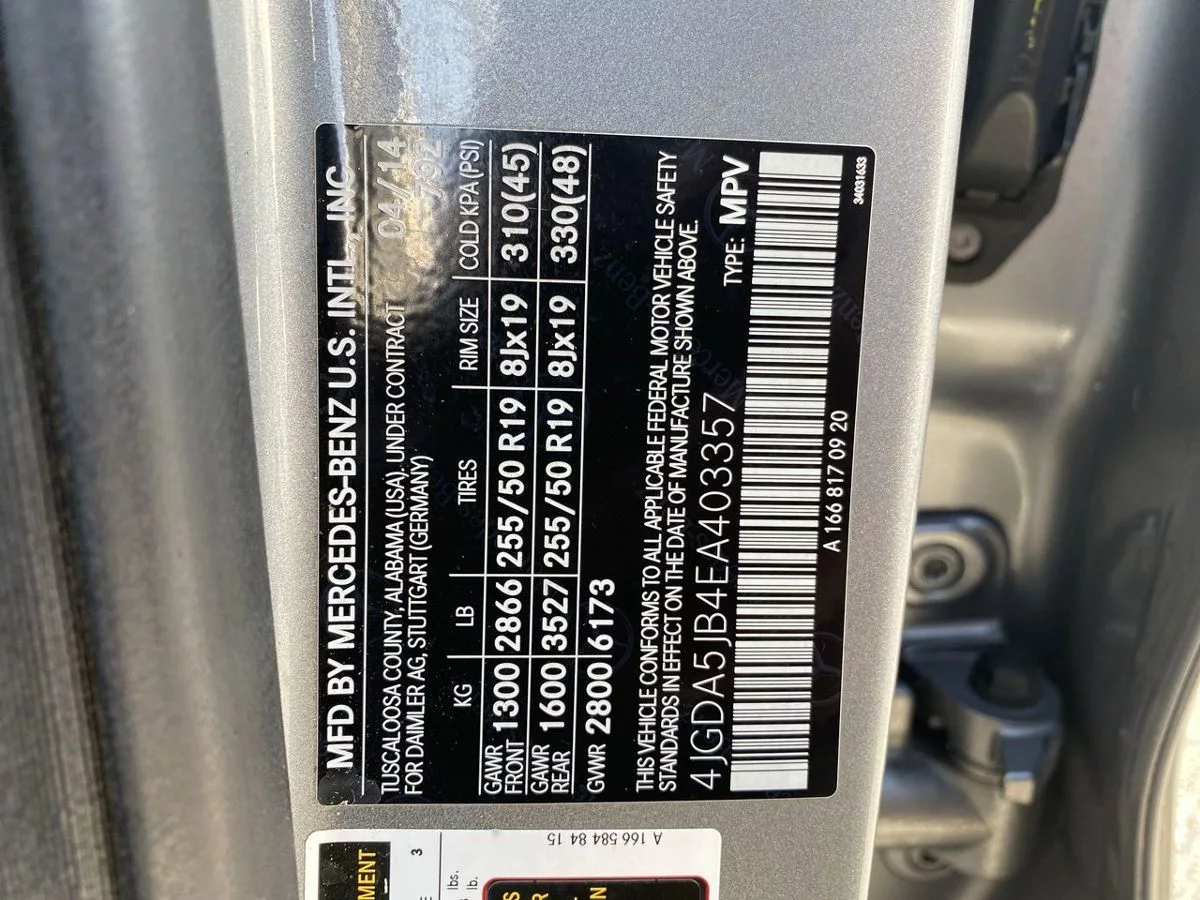 MFD BY MERCEDES-BENZ U.S. INTL., INC.
TUSCALOOSA COUNTY, ALABAMA (USA), UNDER CONTRACT 04/14
FOR DAIMLER AG, STUTTGART (GERMANY) 792
KG LB TIRES RIM SIZE COLD KPA (PSI)
GAWR FRONT 1300 2866 255/50 R19 8Jx19 310(45)
GAWR REAR 1600 3527 255/50 R19 8Jx19 330(48)
GVWR 2800 6173
THIS VEHICLE CONFORMS TO ALL APPLICABLE FEDERAL MOTOR VEHICLE SAFETY
STANDARDS IN EFFECT ON THE DATE OF MANUFACTURE SHOWN ABOVE.
4JGDA5JB4EA403357 TYPE: MPV
A 166 817 09 20 34031633
A 166 584 84 15
3
lbs.
lb.